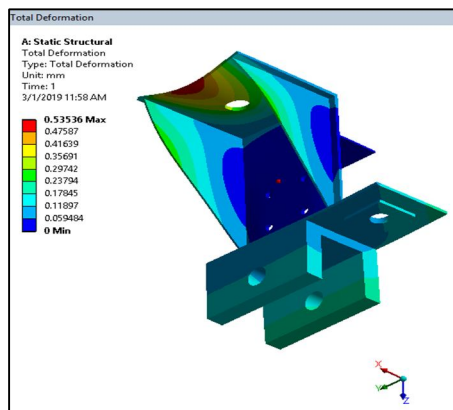 Total Deformation
A: Static Structural
Total Deformation
Type: Total Deformation
Unit: mm
Time: 1
3/1/2019 11:58 AM
0.53536 Max
0.47587
0.41639
0.35691
0.29742
0.23794
0.17845
0.11897
0.059484
0 Min
X
Y
Z